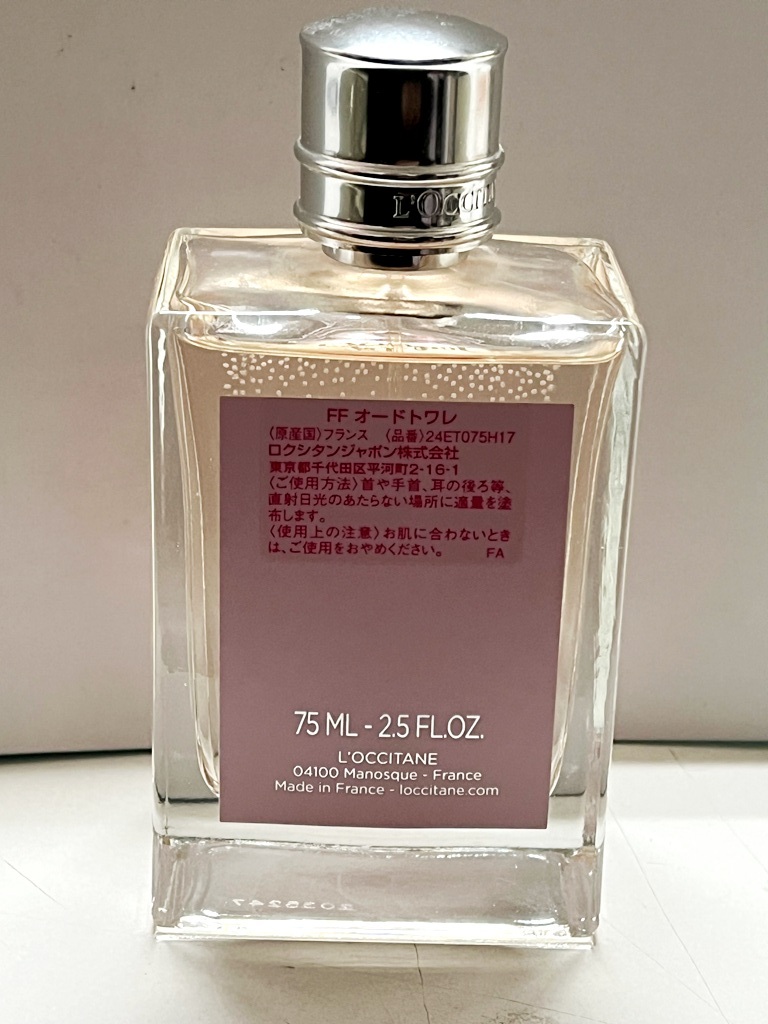 L'OCCIT
FF オードトワレ
〈原産国〉フランス 〈品番〉24ET075H17
ロクシタンジャポン株式会社
東京都千代田区平河町2-16-1
〈ご使用方法〉首や手首、耳の後ろ等、
直射日光のあたらない場所に適量を塗
布します。
〈使用上の注意〉お肌に合わないとき
は、ご使用をおやめください。 FA
75 ML - 2.5 FL.OZ.
L'OCCITANE
04100 Manosque - France
Made in France - loccitane.com